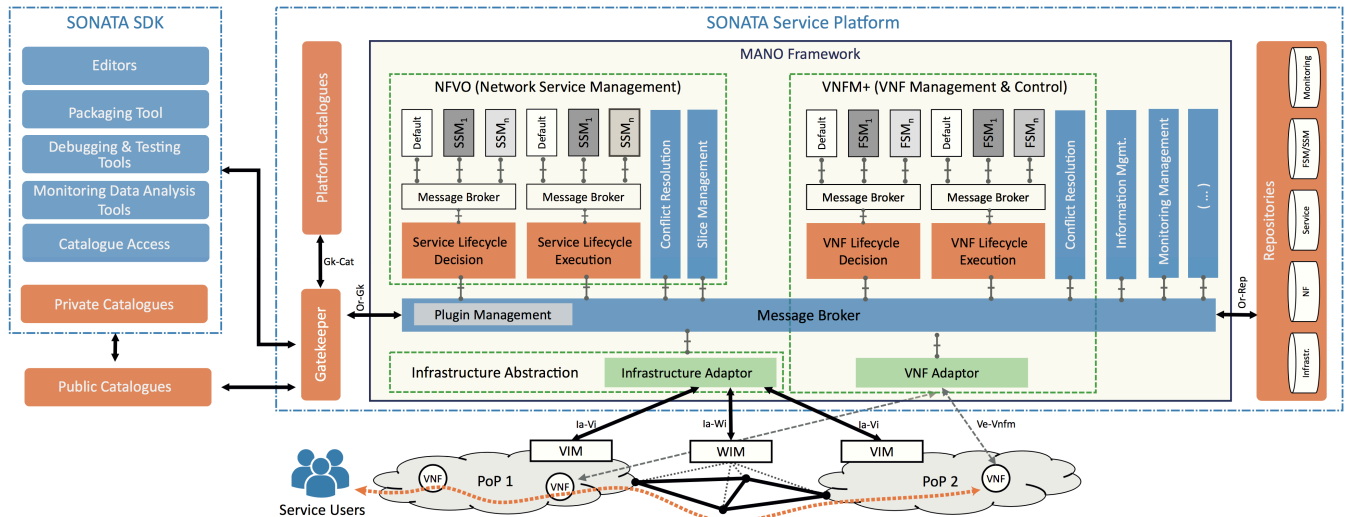 SONATA SDK
Editors
Packaging Tool
Debugging & Testing
Tools
Monitoring Data Analysis
Tools
Catalogue Access
Private Catalogues
Public Catalogues
SONATA Service Platform
Platform Catalogues
Gk-Cat
Gatekeeper
Or-Gk
MANO Framework
NFVO (Network Service Management)
Default
SSM1
SSMn
Default
SSM1
SSMn
Message Broker
Message Broker
Service Lifecycle
Decision
Service Lifecycle
Execution
Conflict Resolution
Slice Management
VNFM+ (VNF Management & Control)
Default
FSM1
FSMn
Default
FSM1
FSMn
Message Broker
Message Broker
VNF Lifecycle
Decision
VNF Lifecycle
Execution
Conflict Resolution
Information Mgmt.
Monitoring Management
( ... )
Plugin Management
Message Broker
Infrastructure Abstraction
Infrastructure Adaptor
VNF Adaptor
Or-Rep
Repositories
Monitoring
FSM/SSM
Service
NF
Infrastr.
Ia-Vi
Ia-Wi
Ia-Vi
Ve-Vnfm
VIM
WIM
VIM
VNF
PoP 1
VNF
PoP 2
VNF
Service Users